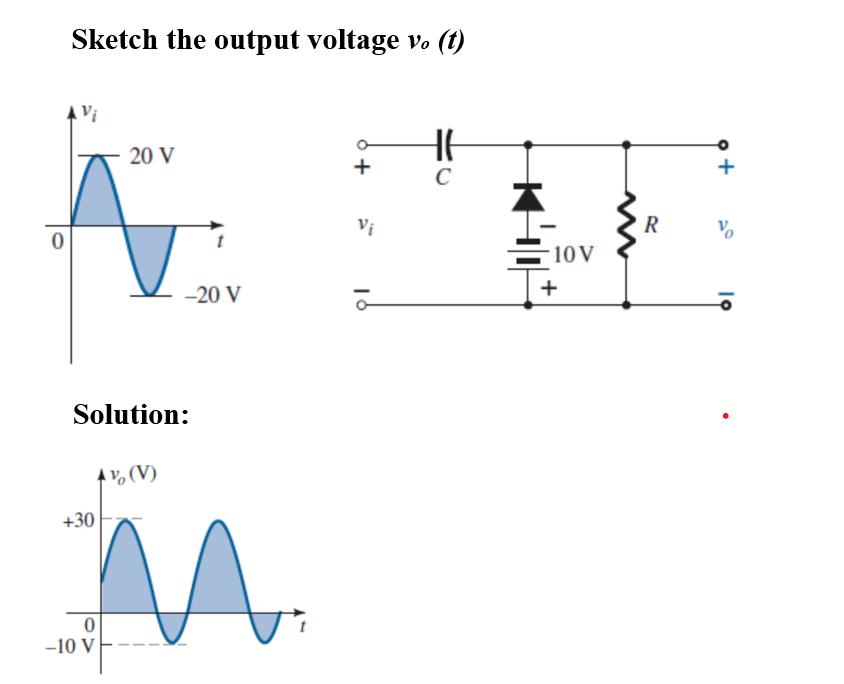 Sketch the output voltage vₒ (t)
vᵢ
20 V
0
t
–20 V
+
C
+
vᵢ
–
10 V
R
vₒ
–
+
–
Solution:
vₒ (V)
+30
0
t
–10 V